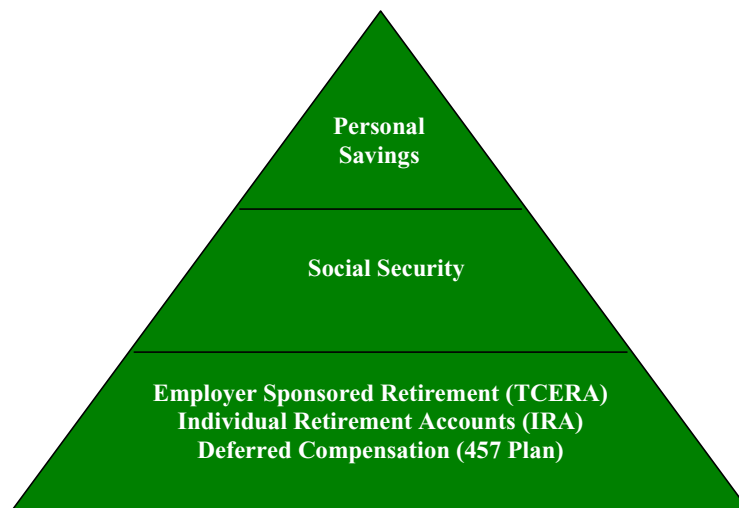 Personal
Savings
Social Security
Employer Sponsored Retirement (TCERA)
Individual Retirement Accounts (IRA)
Deferred Compensation (457 Plan)